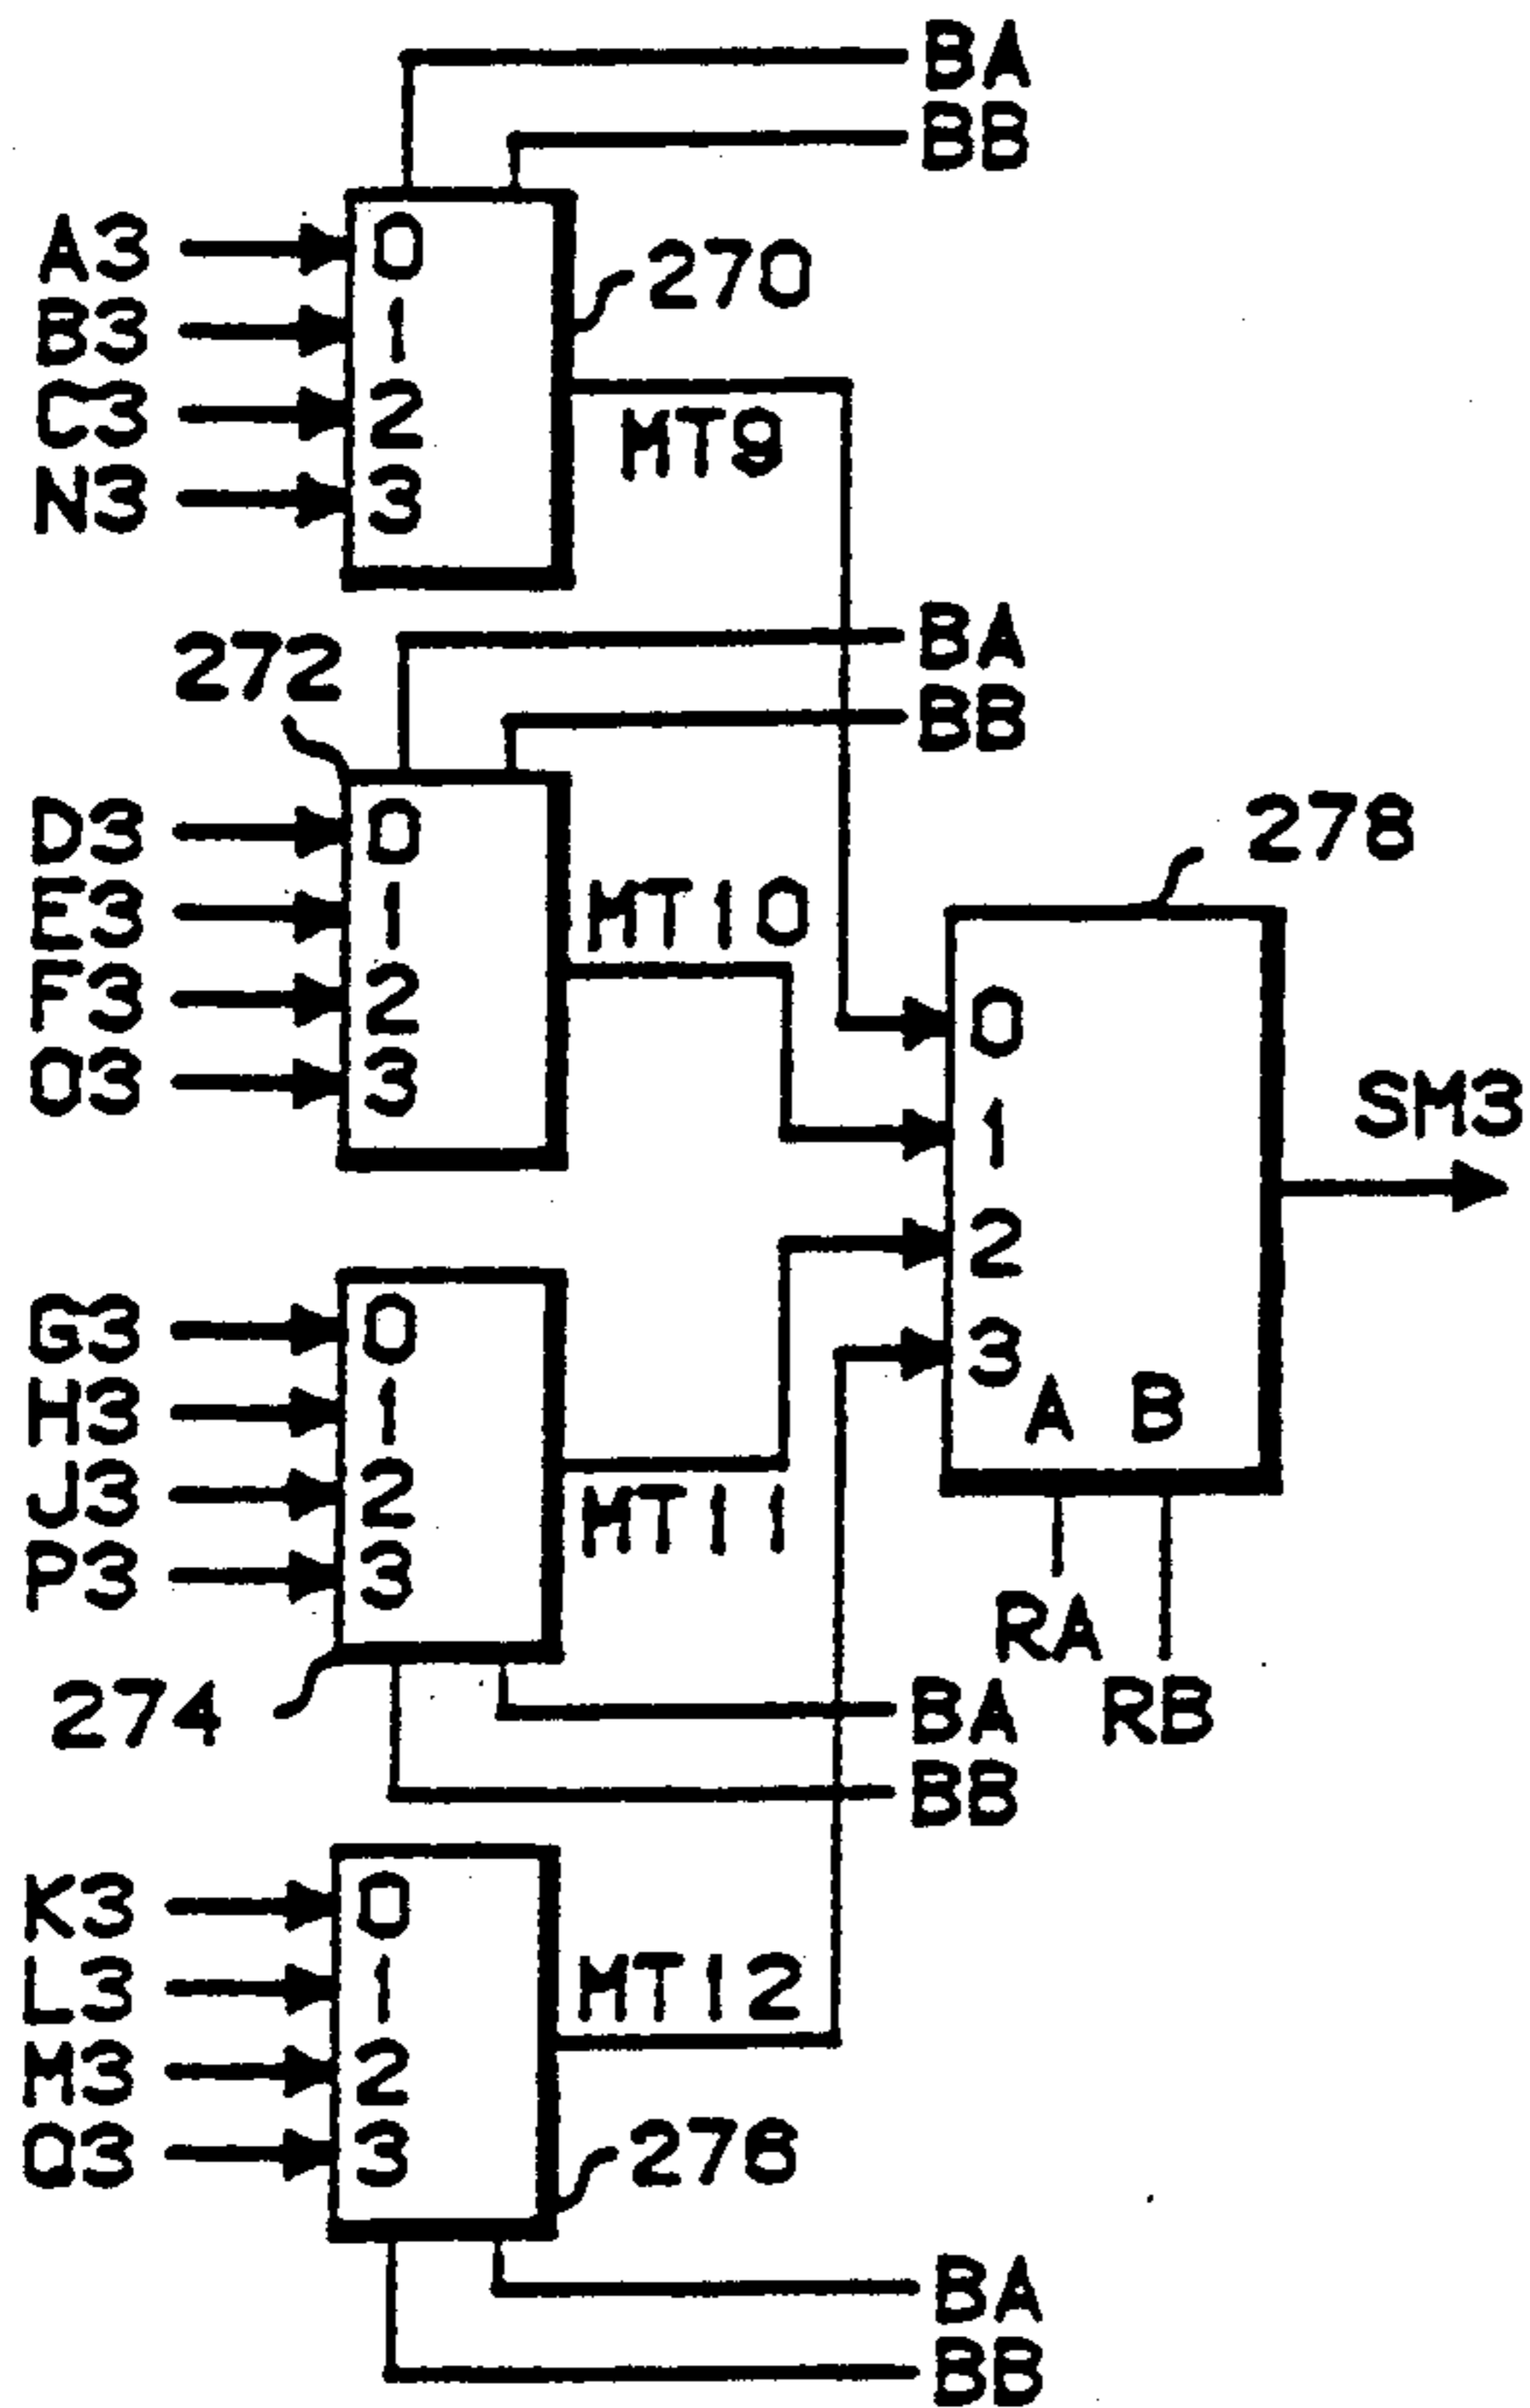 BA
BB
A3 0
B3 1
C3 2
N3 3
270
MT9
272
BA
BB
D3 0
E3 1
F3 2
O3 3
MT10
278
0
1
2
3
A B
SM3
RA
RB
G3 0
H3 1
J3 2
P3 3
MT11
274
BA
BB
K3 0
L3 1
M3 2
Q3 3
MT12
276
BA
BB